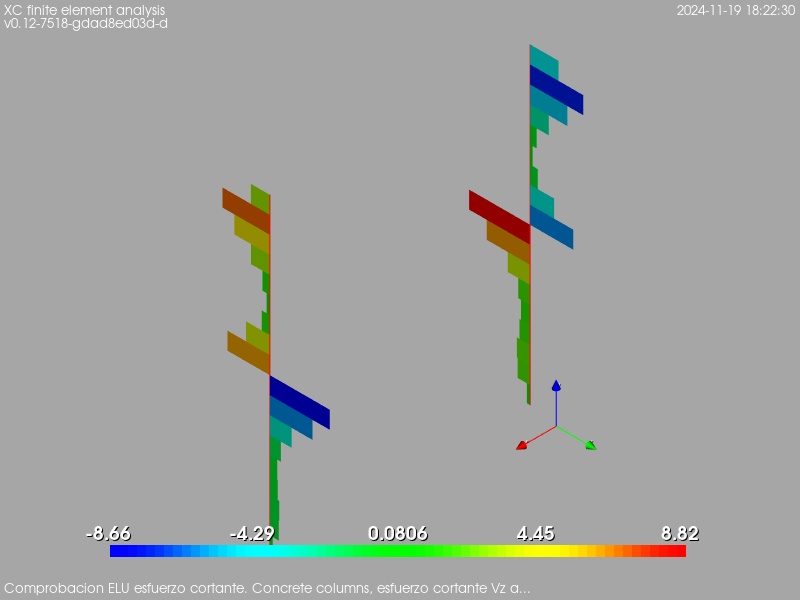 XC finite element analysis
v0.12-7518-gdad8ed03d-d
2024-11-19 18:22:30
-8.66 -4.29 0.0806 4.45 8.82
Comprobacion ELU esfuerzo cortante. Concrete columns, esfuerzo cortante Vz a...